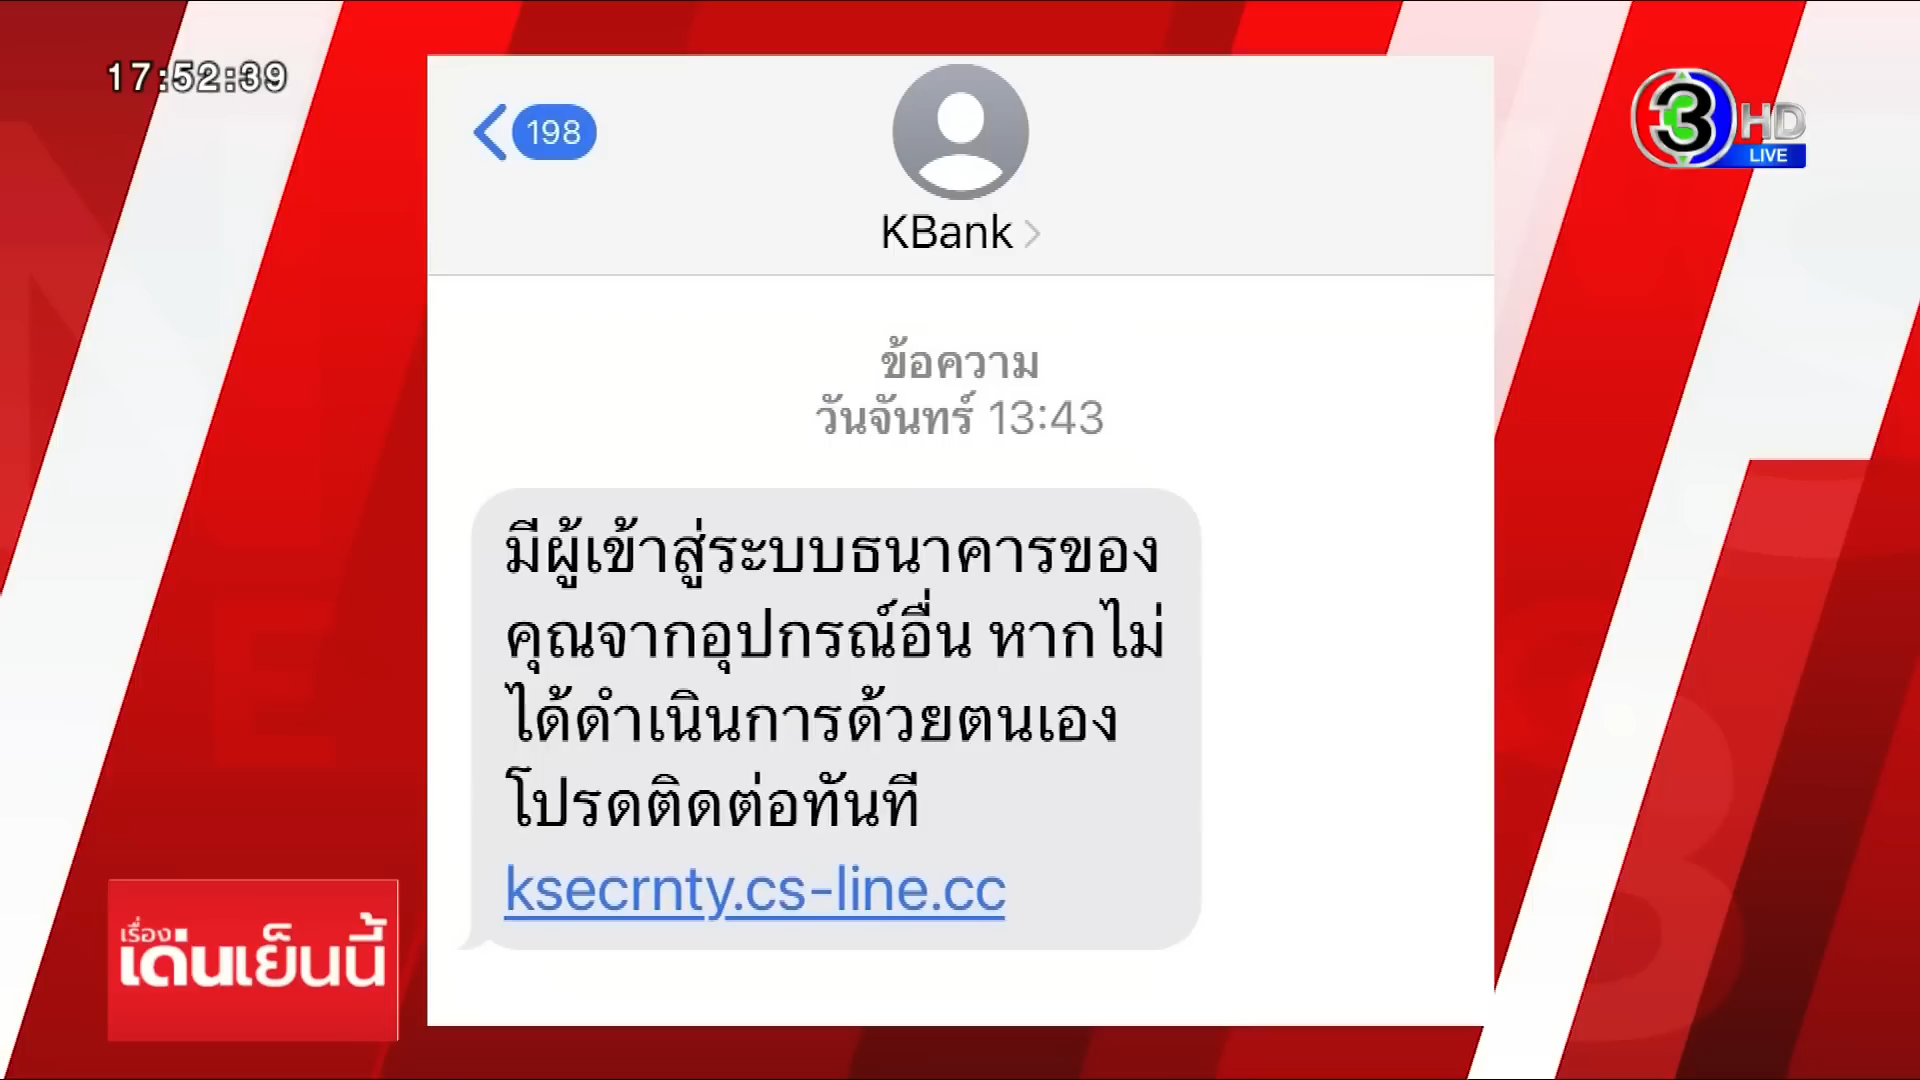 17:52:39
3 HD
LIVE
198
KBank
ข้อความ
วันจันทร์ 13:43
มีผู้เข้าสู่ระบบธนาคารของ
คุณจากอุปกรณ์อื่น หากไม่
ได้ดำเนินการด้วยตนเอง
โปรดติดต่อทันที
ksecrnty.cs-line.cc
เรื่อง
เด่นเย็นนี้